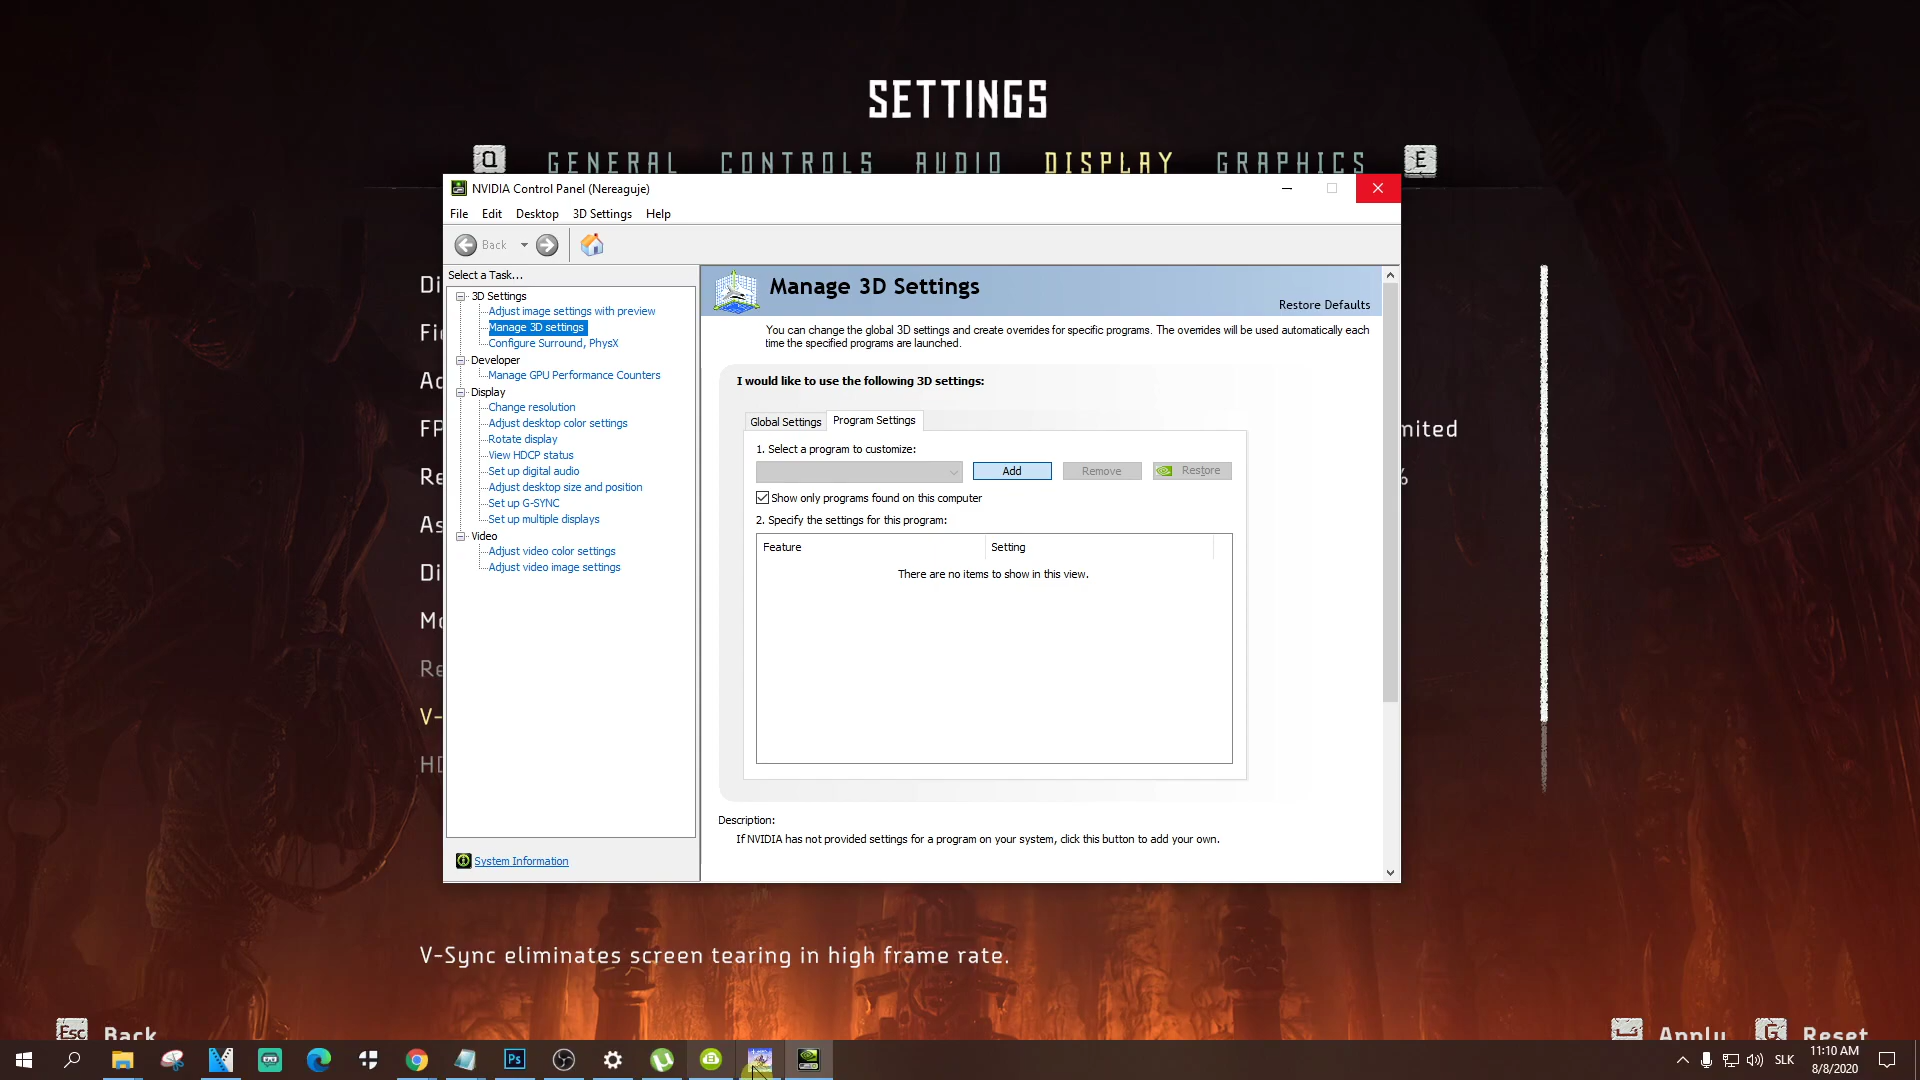 SETTINGS
Q GENERAL CONTROLS AUDIO DISPLAY GRAPHICS E
NVIDIA Control Panel (Nereaguje)
File Edit Desktop 3D Settings Help
Back
Select a Task...
3D Settings
Adjust image settings with preview
Manage 3D settings
Configure Surround, PhysX
Developer
Manage GPU Performance Counters
Display
Change resolution
Adjust desktop color settings
Rotate display
View HDCP status
Set up digital audio
Adjust desktop size and position
Set up G-SYNC
Set up multiple displays
Video
Adjust video color settings
Adjust video image settings
System Information
Manage 3D Settings
Restore Defaults
You can change the global 3D settings and create overrides for specific programs. The overrides will be used automatically each
time the specified programs are launched.
I would like to use the following 3D settings:
Global Settings Program Settings
1. Select a program to customize:
Add Remove Restore
Show only programs found on this computer
2. Specify the settings for this program:
Feature Setting
There are no items to show in this view.
Description:
If NVIDIA has not provided settings for a program on your system, click this button to add your own.
Di
Fi
FP
mited
Re
%
As
Di
Mo
Re
V-
HD
V-Sync eliminates screen tearing in high frame rate.
Esc Back
Apply G Reset
Ps
SLK
11:10 AM
8/8/2020